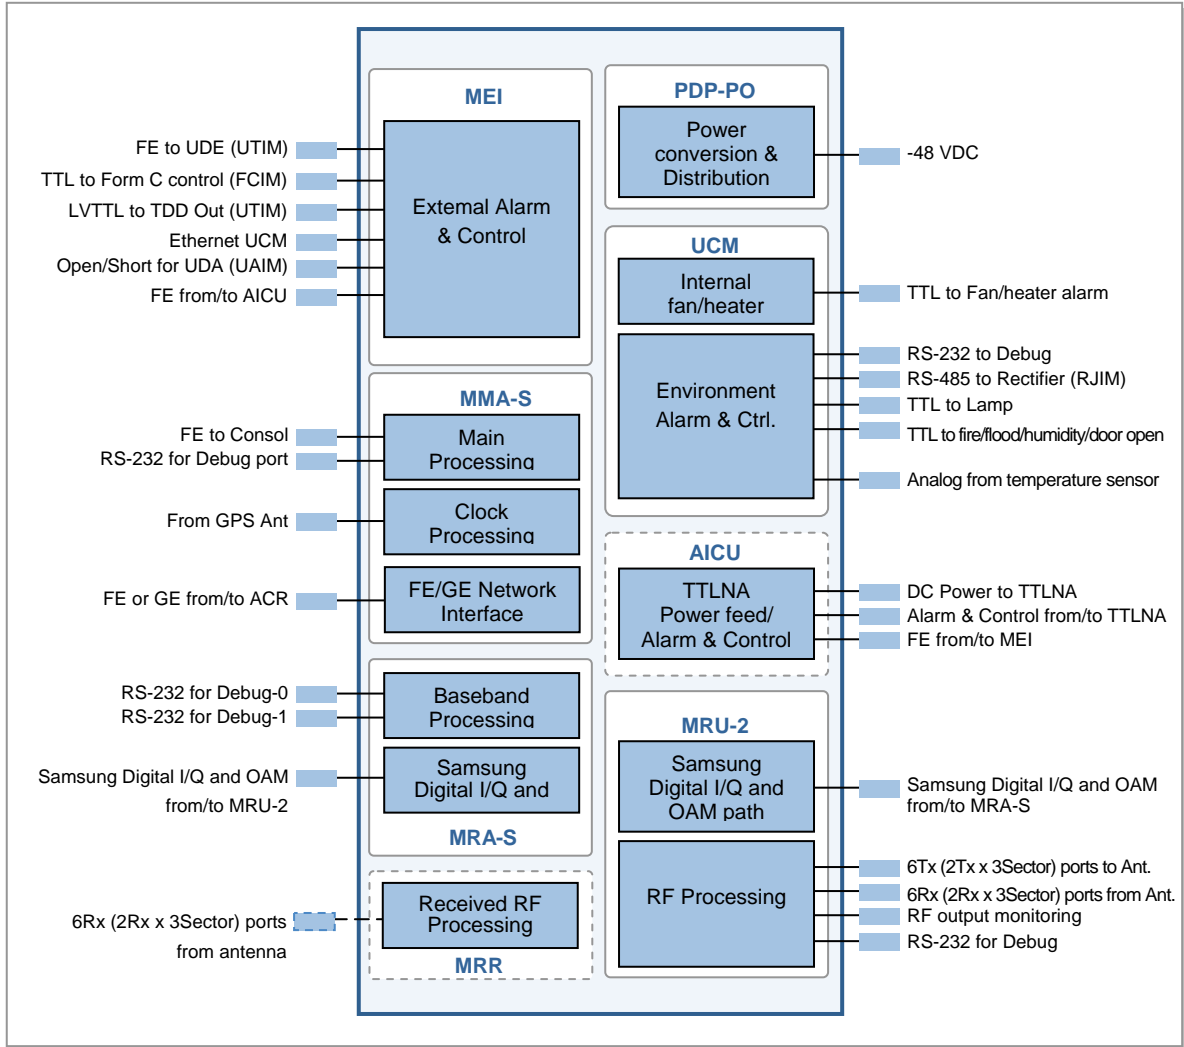 MEI
FE to UDE (UTIM)
TTL to Form C control (FCIM)
LVTTL to TDD Out (UTIM)
Ethernet UCM
Open/Short for UDA (UAIM)
FE from/to AICU
External Alarm
& Control
MMA-S
FE to Consol
RS-232 for Debug port
Main
Processing
From GPS Ant
Clock
Processing
FE or GE from/to ACR
FE/GE Network
Interface
RS-232 for Debug-0
RS-232 for Debug-1
Baseband
Processing
Samsung Digital I/Q and OAM
from/to MRU-2
Samsung
Digital I/Q and
MRA-S
6Rx (2Rx x 3Sector) ports
from antenna
Received RF
Processing
MRR
PDP-PO
Power
conversion &
Distribution
-48 VDC
UCM
Internal
fan/heater
TTL to Fan/heater alarm
Environment
Alarm & Ctrl.
RS-232 to Debug
RS-485 to Rectifier (RJIM)
TTL to Lamp
TTL to fire/flood/humidity/door open
Analog from temperature sensor
AICU
TTLNA
Power feed/
Alarm & Control
DC Power to TTLNA
Alarm & Control from/to TTLNA
FE from/to MEI
MRU-2
Samsung
Digital I/Q and
OAM path
Samsung Digital I/Q and OAM
from/to MRA-S
RF Processing
6Tx (2Tx x 3Sector) ports to Ant.
6Rx (2Rx x 3Sector) ports from Ant.
RF output monitoring
RS-232 for Debug